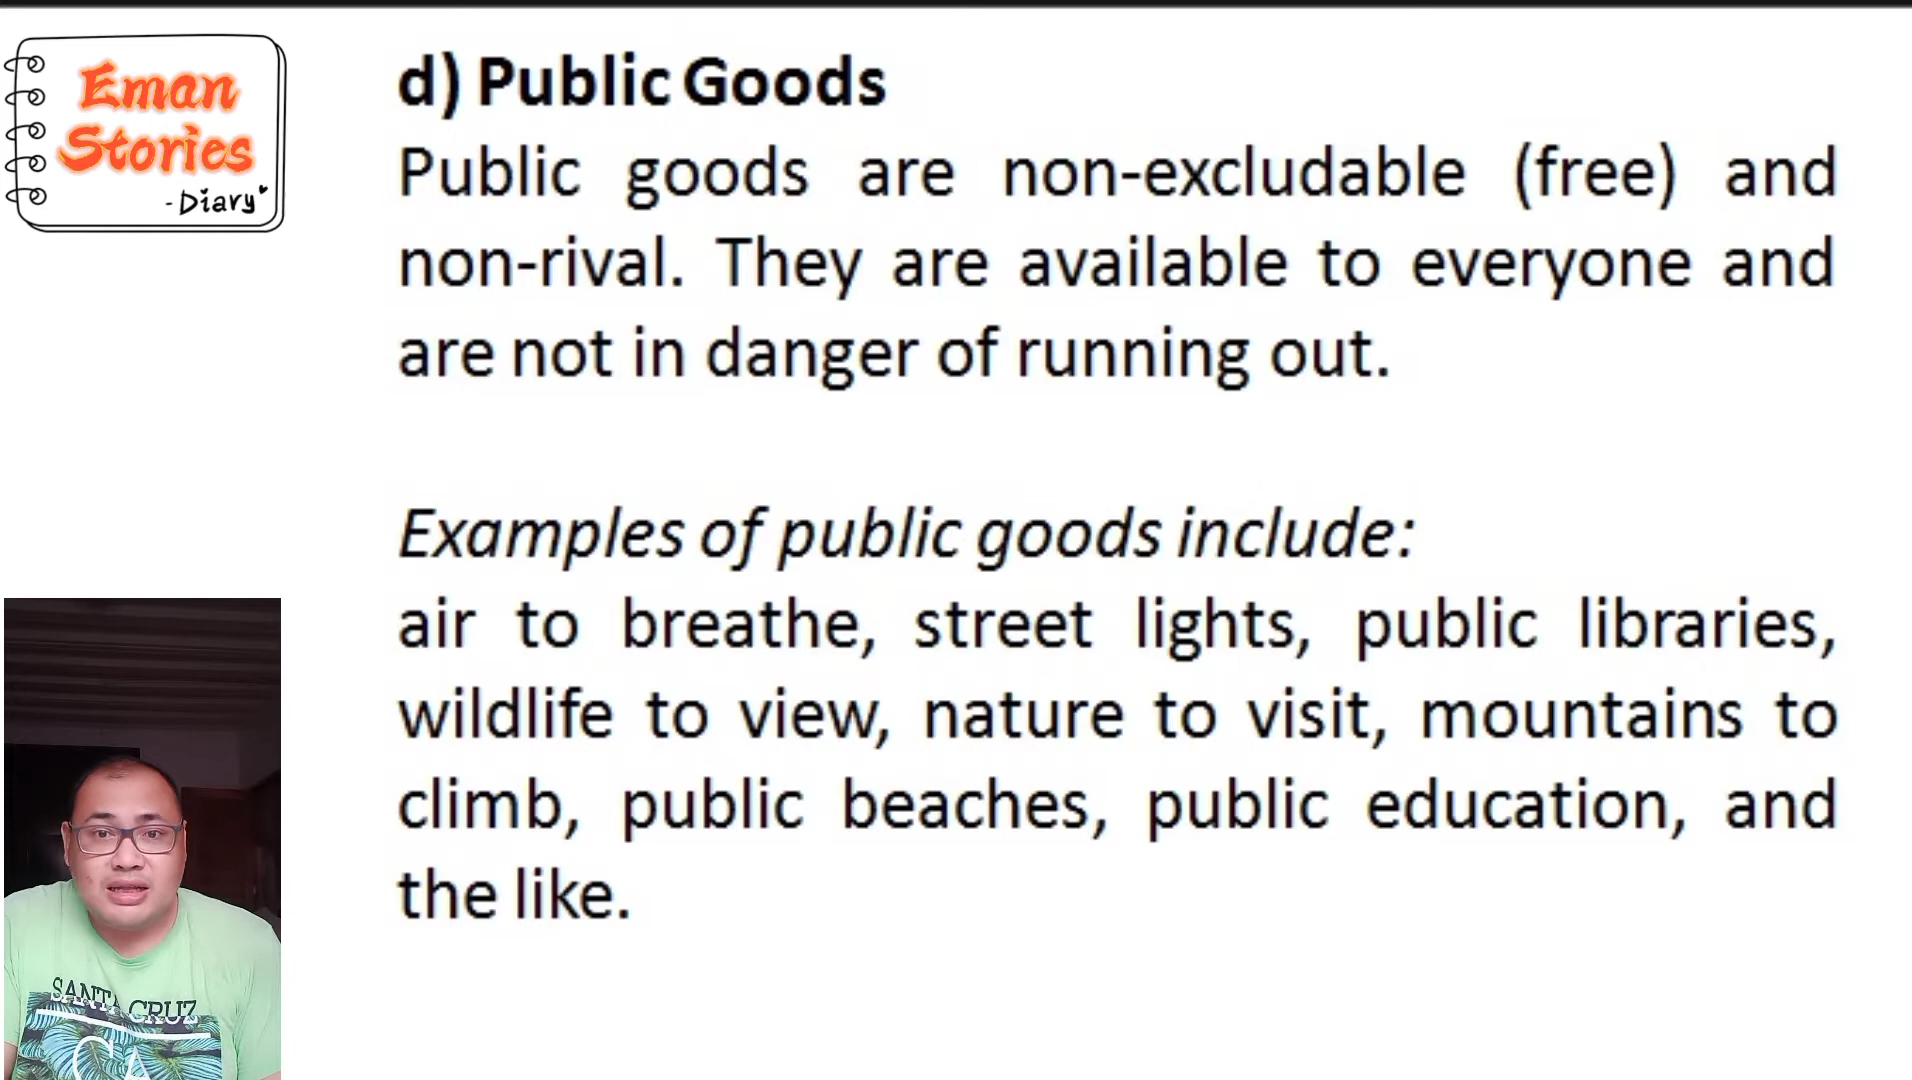 Eman
Stories
- Diary
d) Public Goods
Public goods are non-excludable (free) and
non-rival. They are available to everyone and
are not in danger of running out.
Examples of public goods include:
air to breathe, street lights, public libraries,
wildlife to view, nature to visit, mountains to
climb, public beaches, public education, and
the like.
SANTA CRUZ
CA